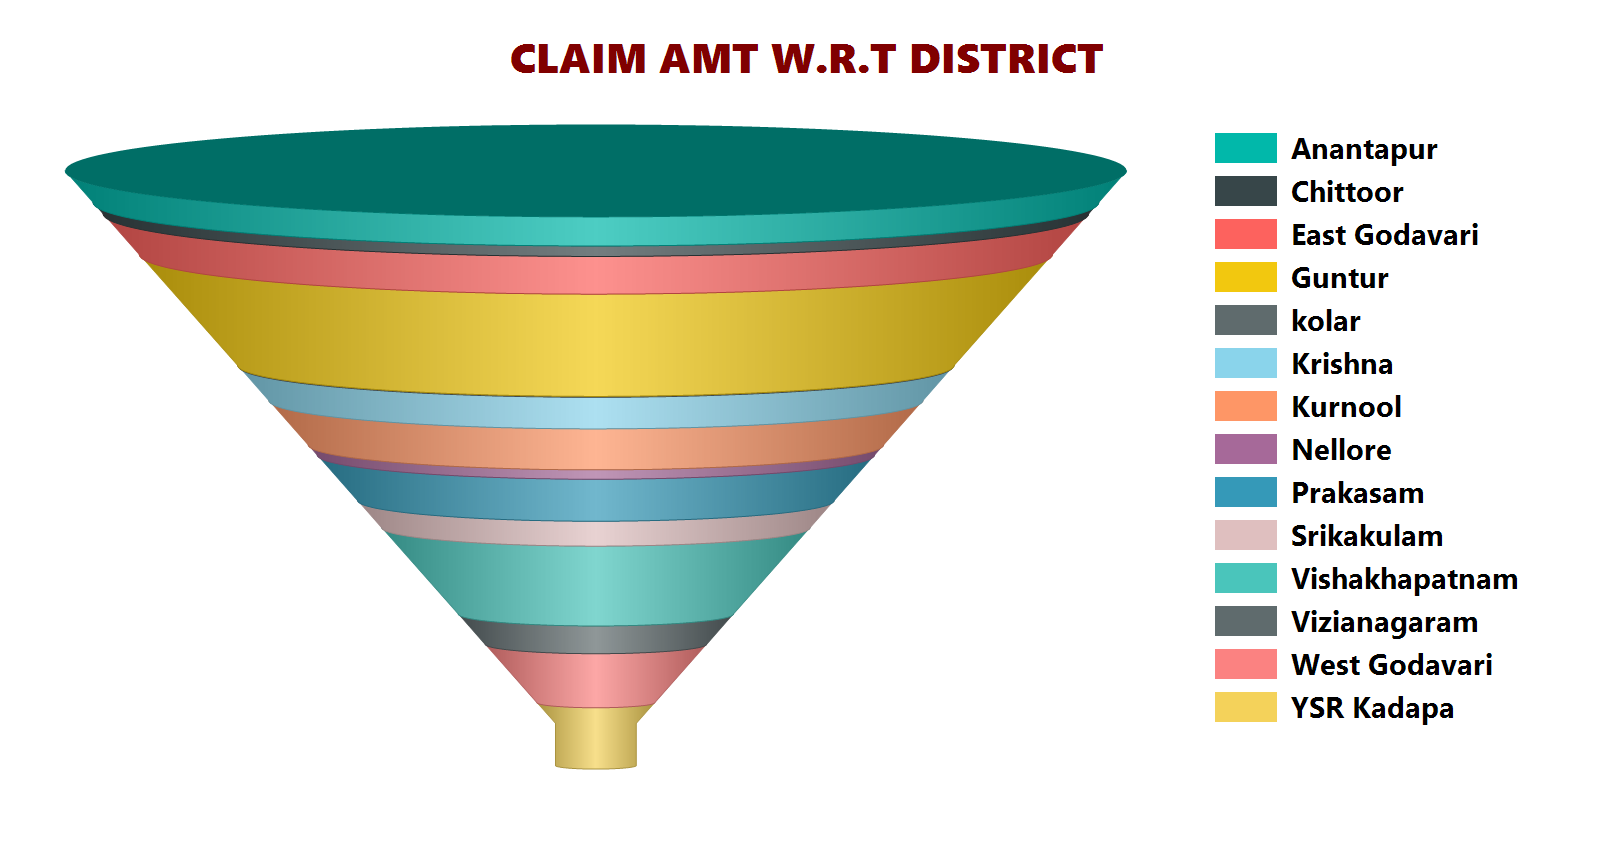 CLAIM AMT W.R.T DISTRICT
Anantapur
Chittoor
East Godavari
Guntur
kolar
Krishna
Kurnool
Nellore
Prakasam
Srikakulam
Vishakhapatnam
Vizianagaram
West Godavari
YSR Kadapa